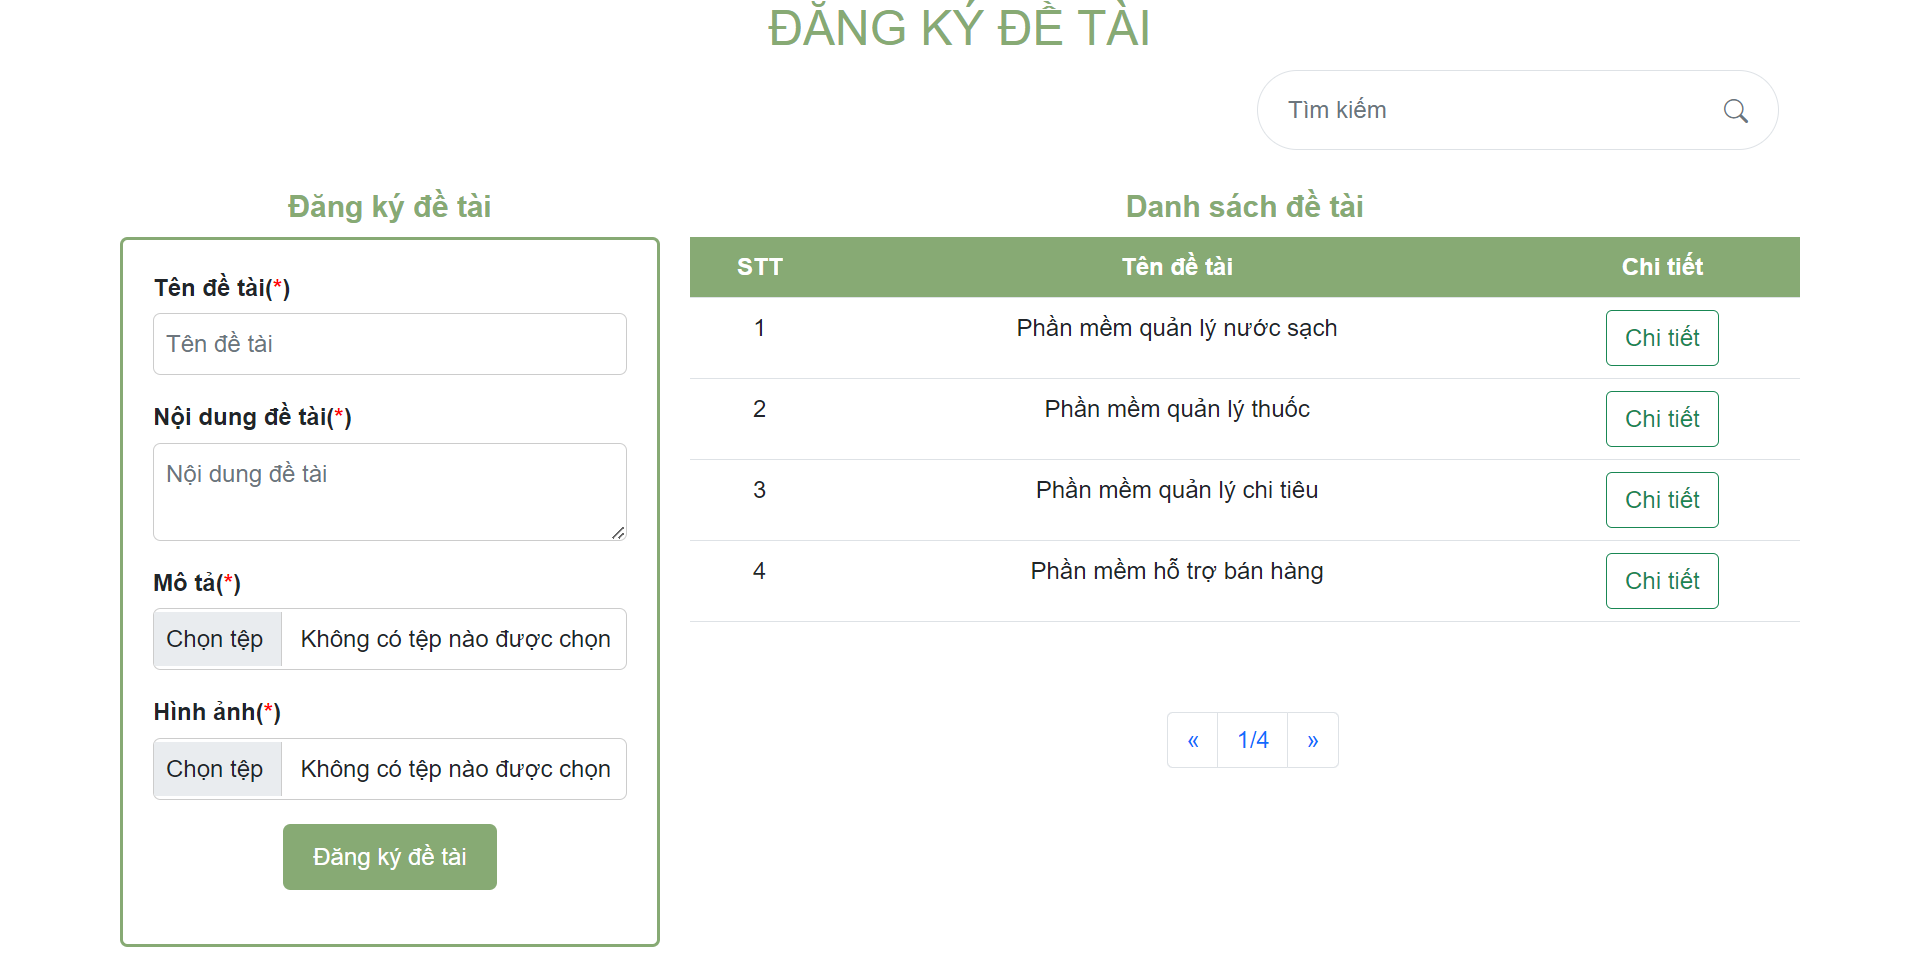 ĐĂNG KÝ ĐỀ TÀI
Tìm kiếm
Đăng ký đề tài
Tên đề tài(*)
Tên đề tài
Nội dung đề tài(*)
Nội dung đề tài
Mô tả(*)
Chọn tệp Không có tệp nào được chọn
Hình ảnh(*)
Chọn tệp Không có tệp nào được chọn
Đăng ký đề tài
Danh sách đề tài
STT Tên đề tài Chi tiết
1 Phần mềm quản lý nước sạch Chi tiết
2 Phần mềm quản lý thuốc Chi tiết
3 Phần mềm quản lý chi tiêu Chi tiết
4 Phần mềm hỗ trợ bán hàng Chi tiết
« 1/4 »